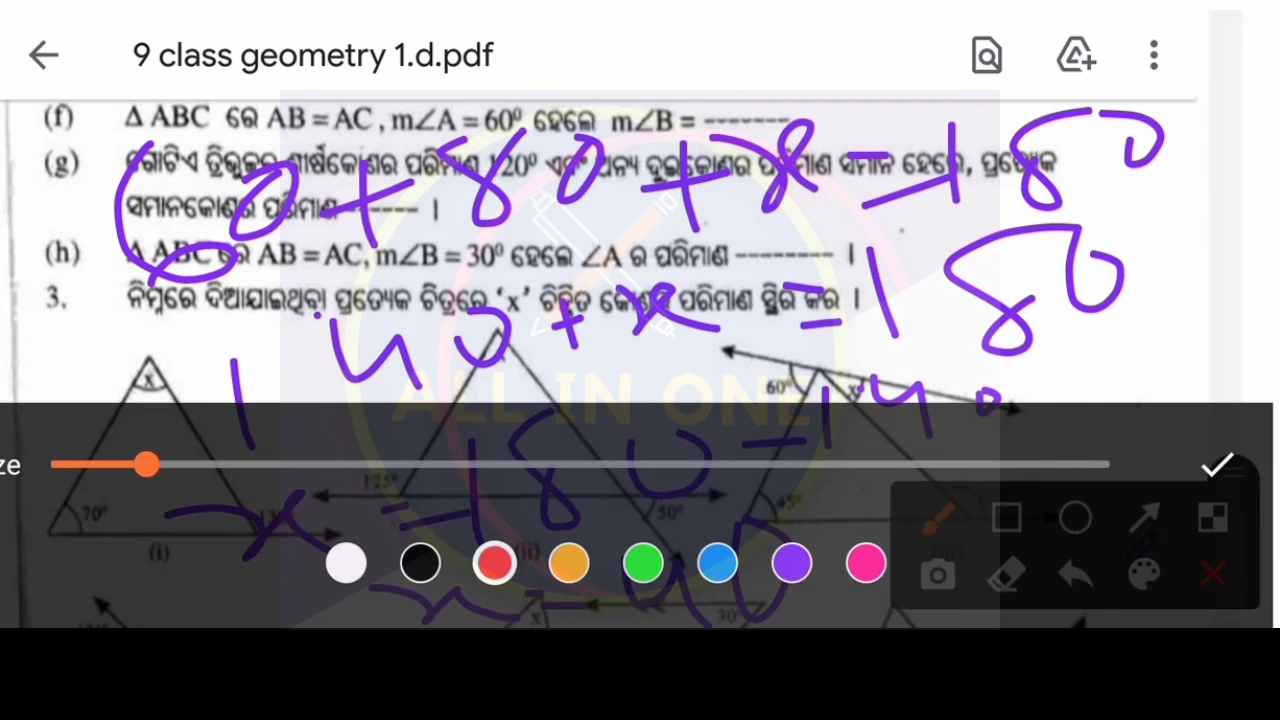 9 class geometry 1.d.pdf
(f) Δ ABC ରେ AB = AC , m∠A = 60⁰ ହେଲେ m∠B = --------
(g) ଗୋଟିଏ ତ୍ରିଭୁଜର ଶୀର୍ଷକୋଣର ପରିମାଣ 120⁰ ଏବଂ ଅନ୍ୟ ଦୁଇକୋଣର ପରିମାଣ ସମାନ ହେଲେ, ପ୍ରତ୍ୟେକ
ସମାନକୋଣର ପରିମାଣ -------- ।
(h) Δ ABC ରେ AB = AC, m∠B = 30⁰ ହେଲେ ∠A ର ପରିମାଣ --------- ।
3. ନିମ୍ନରେ ଦିଆଯାଇଥିବା ପ୍ରତ୍ୟେକ ଚିତ୍ରରେ ‘x’ ଚିହ୍ନିତ କୋଣର ପରିମାଣ ସ୍ଥିର କର ।
60 + 80 + x = 180
140 + x = 180
x = 180 = 140
ALL IN ONE
x 60⁰ x
ze
70⁰ 125⁰ 50⁰ 45⁰
(i) (ii)
x 30⁰